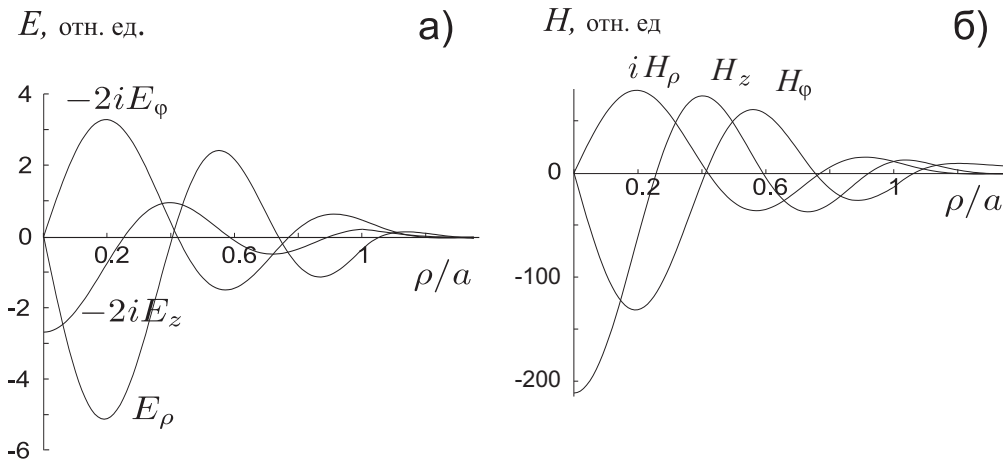 E, отн. ед.
а)
4
2
0
-2
-4
-6
−2iEφ
−2iE_z
E_ρ
0.2
0.6
1
ρ/a
H, отн. ед
б)
0
-100
-200
iH_ρ
H_z
H_φ
0.2
0.6
1
ρ/a